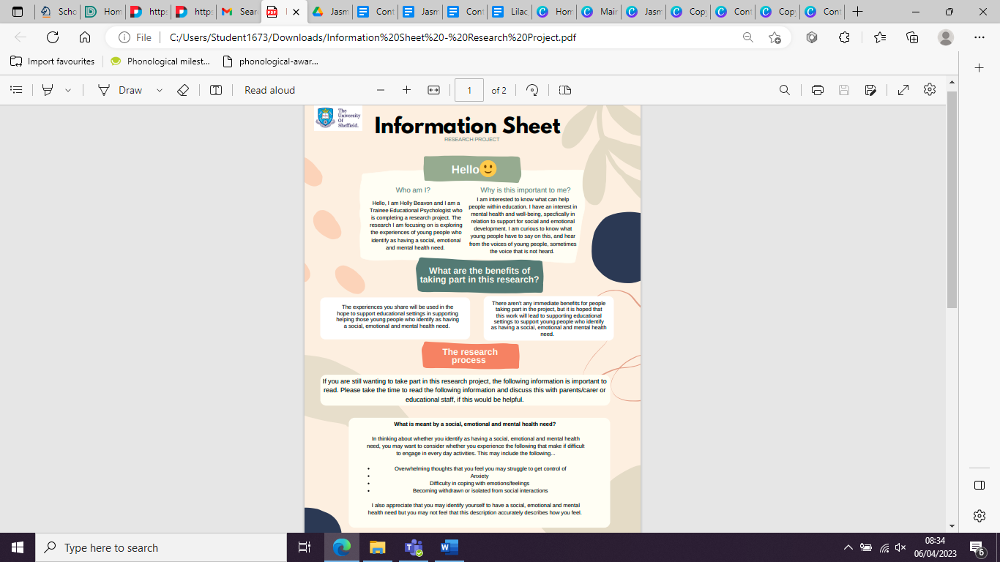 Scho
Hom
https
https
Sear
Jasm
Cont
Jasm
Cont
Lilac
Hom
Mair
Jasm
Copy
Cont
Copy
Cont
File
C:/Users/Student1673/Downloads/Information%20Sheet%20-%20Research%20Project.pdf
Import favourites
Phonological milest...
phonological-awar...
Draw
Read aloud
1
of 2
The
University
Of
Sheffield.
Information Sheet
RESEARCH PROJECT
Hello🙂
Who am I?
Hello, I am Holly Beavon and I am a
Trainee Educational Psychologist who
is completing a research project. The
research I am focusing on is exploring
the experiences of young people who
identify as having a social, emotional
and mental health need.
Why is this important to me?
I am interested to know what can help
people within education. I have an interest in
mental health and well-being, specfically in
relation to support for social and emotional
development. I am curious to know what
young people have to say on this, and hear
from the voices of young people, sometimes
the voice that is not heard.
What are the benefits of
taking part in this research?
The experiences you share will be used in the
hope to support educational settings in supporting
helping those young people who identify as having
a social, emotional and mental health need.
There aren't any immediate benefits for people
taking part in the project, but it is hoped that
this work will lead to supporting educational
settings to support young people who identify
as having a social, emotional and mental health
need.
The research
process
If you are still wanting to take part in this research project, the following information is important to
read. Please take the time to read the following information and discuss this with parents/carer or
educational staff, if this would be helpful.
What is meant by a social, emotional and mental health need?
In thinking about whether you identify as having a social, emotional and mental health
need, you may want to consider whether you experience the following that make if difficult
to engage in every day activities. This may include the following...
• Overwhelming thoughts that you feel you may struggle to get control of
• Anxiety
• Difficulty in coping with emotions/feelings
• Becoming withdrawn or isolated from social interactions
I also appreciate that you may identify yourself to have a social, emotional and mental
health need but you may not feel that this description accurately describes how you feel.
Type here to search
08:34
06/04/2023
6